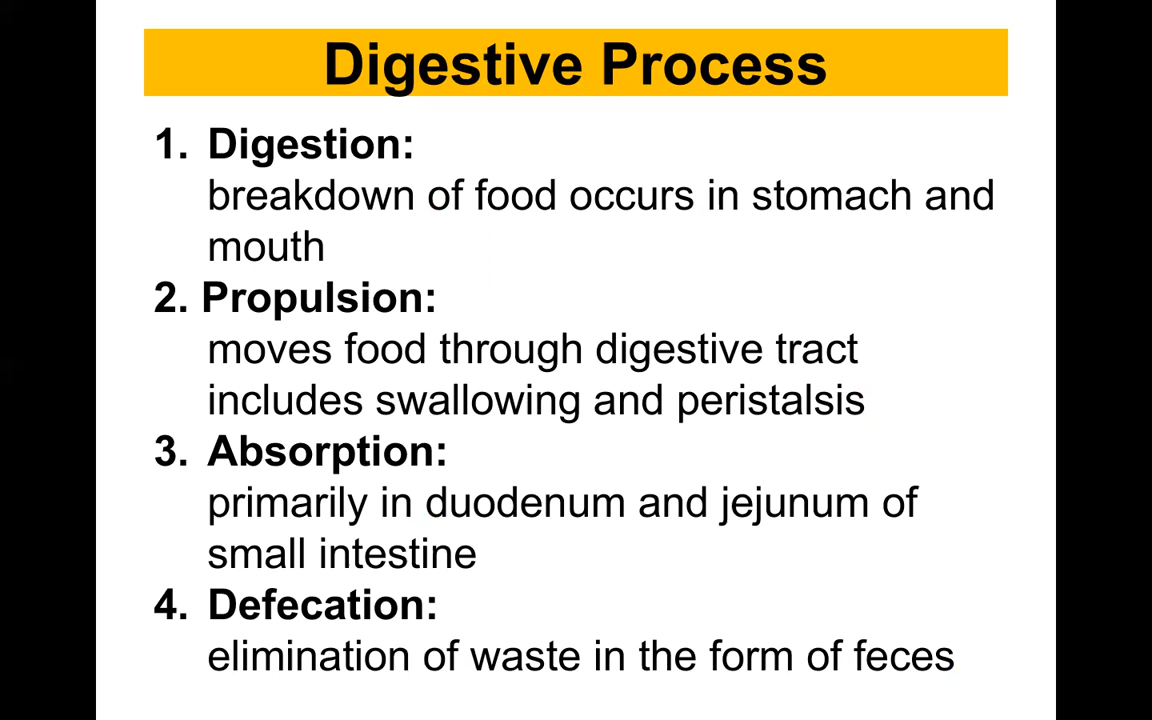 Digestive Process
1. Digestion:
breakdown of food occurs in stomach and
mouth
2. Propulsion:
moves food through digestive tract
includes swallowing and peristalsis
3. Absorption:
primarily in duodenum and jejunum of
small intestine
4. Defecation:
elimination of waste in the form of feces